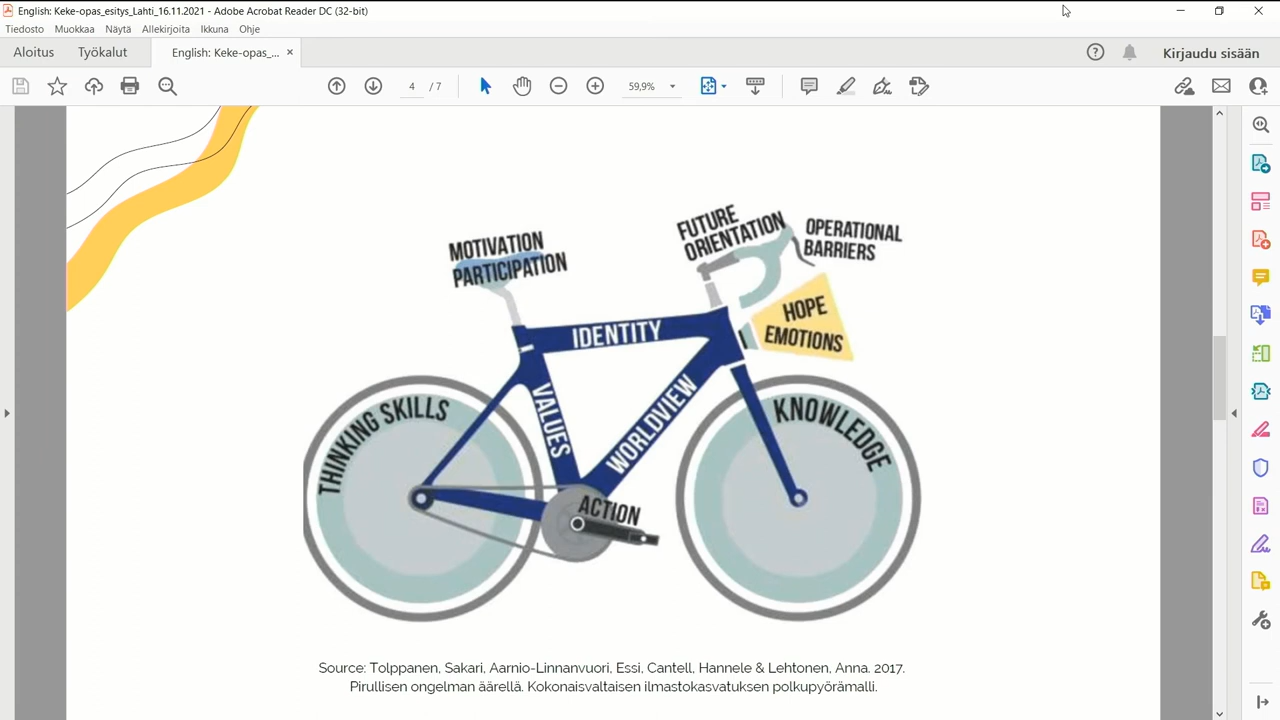 English: Keke-opas_esitys_Lahti_16.11.2021 - Adobe Acrobat Reader DC (32-bit)
Tiedosto Muokkaa Näytä Allekirjoita Ikkuna Ohje
Aloitus Työkalut English: Keke-opas_... × Kirjaudu sisään
4 / 7 59,9%
MOTIVATION
PARTICIPATION
FUTURE
ORIENTATION
OPERATIONAL
BARRIERS
HOPE
EMOTIONS
IDENTITY
VALUES
WORLDVIEW
THINKING SKILLS
KNOWLEDGE
ACTION
Source: Tolppanen, Sakari, Aarnio-Linnanvuori, Essi, Cantell, Hannele & Lehtonen, Anna. 2017.
Pirullisen ongelman äärellä. Kokonaisvaltaisen ilmastokasvatuksen polkupyörämalli.